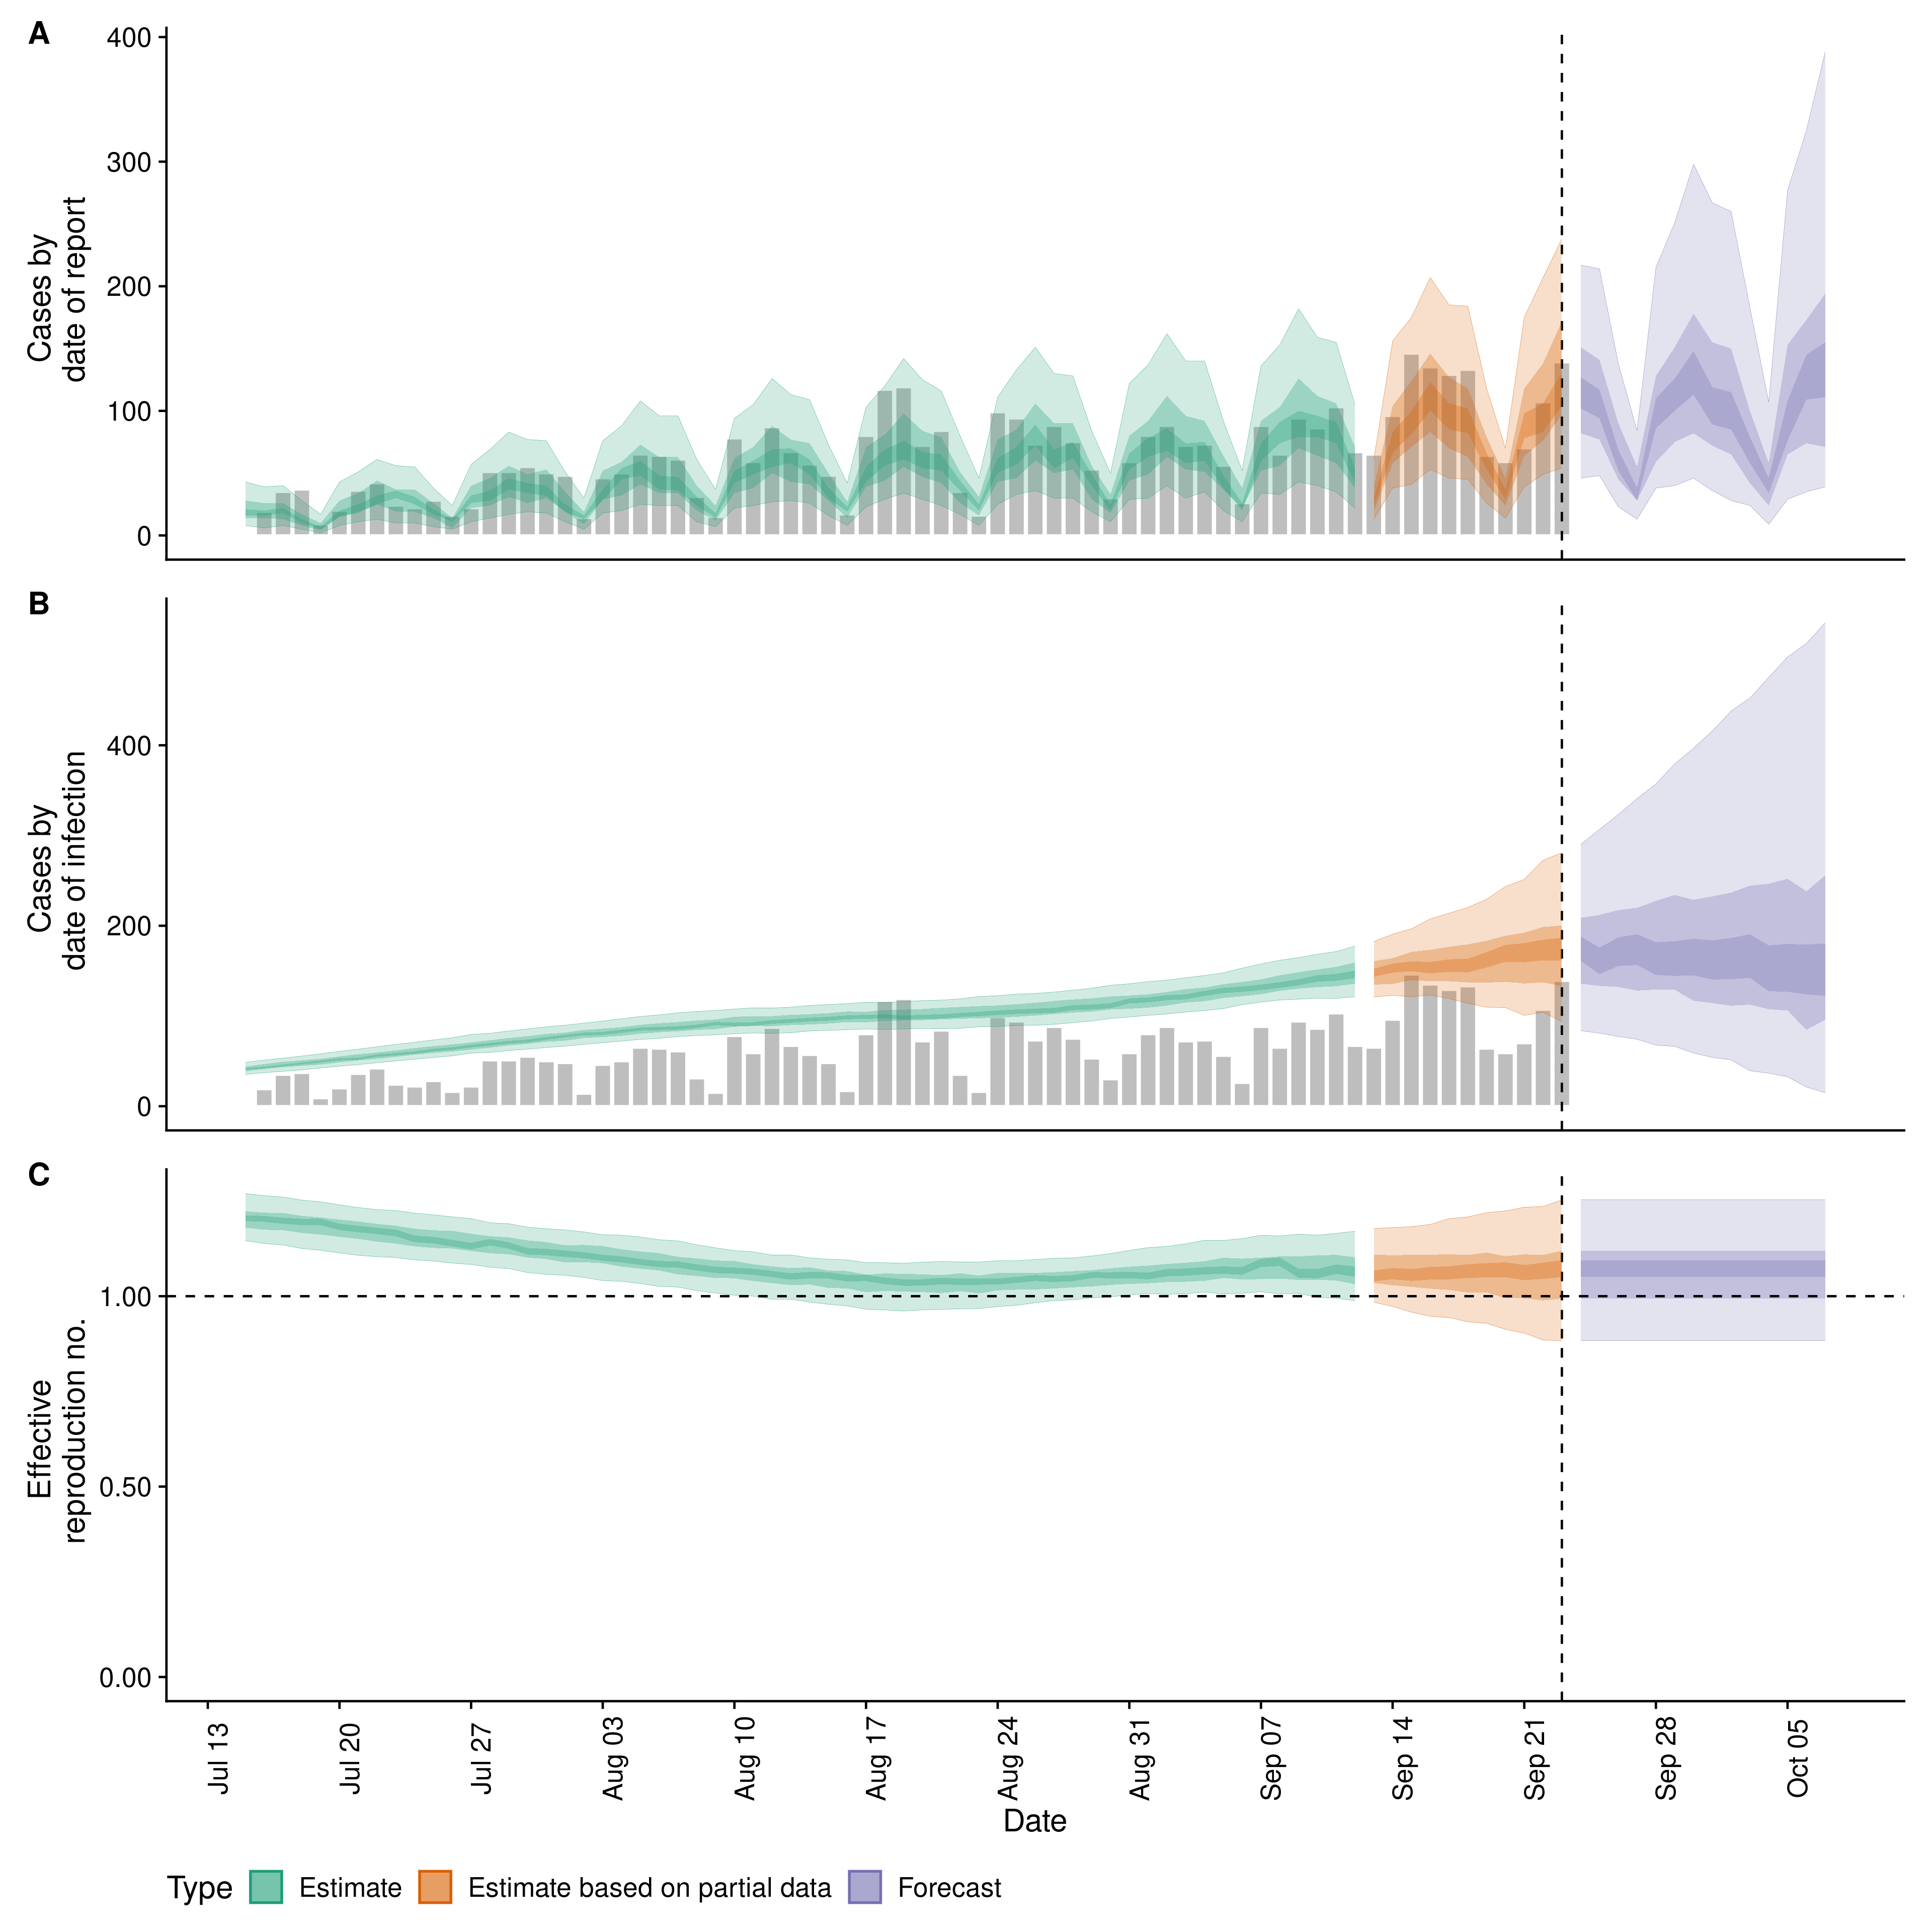 A
400
300
200
100
0
Cases by
date of report
B
400
200
0
Cases by
date of infection
C
1.00
0.50
0.00
Effective
reproduction no.
Jul 13
Jul 20
Jul 27
Aug 03
Aug 10
Aug 17
Aug 24
Aug 31
Sep 07
Sep 14
Sep 21
Sep 28
Oct 05
Date
Type Estimate Estimate based on partial data Forecast